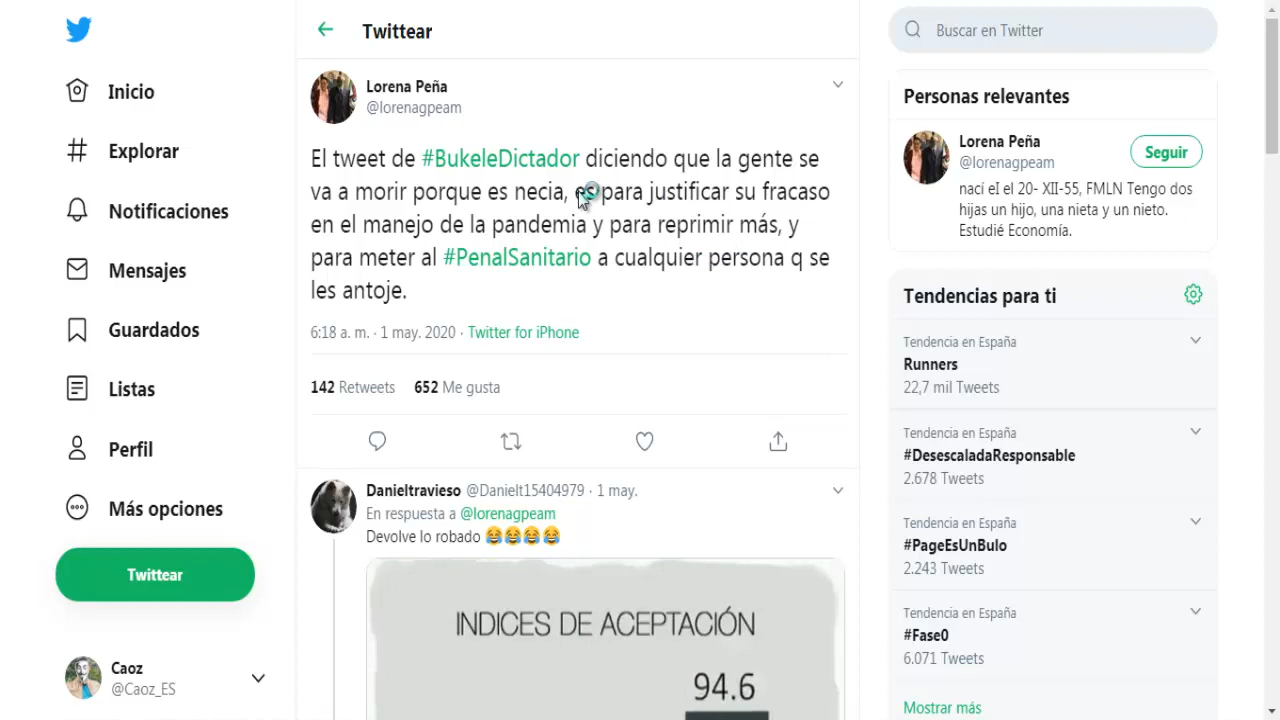 Inicio
Explorar
Notificaciones
Mensajes
Guardados
Listas
Perfil
Más opciones
Twittear
Caoz
@Caoz_ES
Twittear
Lorena Peña
@lorenagpeam
El tweet de #BukeleDictador diciendo que la gente se
va a morir porque es necia, es para justificar su fracaso
en el manejo de la pandemia y para reprimir más, y
para meter al #PenalSanitario a cualquier persona q se
les antoje.
6:18 a. m. · 1 may. 2020 · Twitter for iPhone
142 Retweets 652 Me gusta
Danieltravieso @Danielt15404979 · 1 may.
En respuesta a @lorenagpeam
Devolve lo robado 😂😂😂😂
INDICES DE ACEPTACIÓN
94.6
Buscar en Twitter
Personas relevantes
Lorena Peña
@lorenagpeam
Seguir
nací eI el 20- XII-55, FMLN Tengo dos
hijas un hijo, una nieta y un nieto.
Estudié Economía.
Tendencias para ti
Tendencia en España
Runners
22,7 mil Tweets
Tendencia en España
#DesescaladaResponsable
2.678 Tweets
Tendencia en España
#PageEsUnBulo
2.243 Tweets
Tendencia en España
#Fase0
6.071 Tweets
Mostrar más